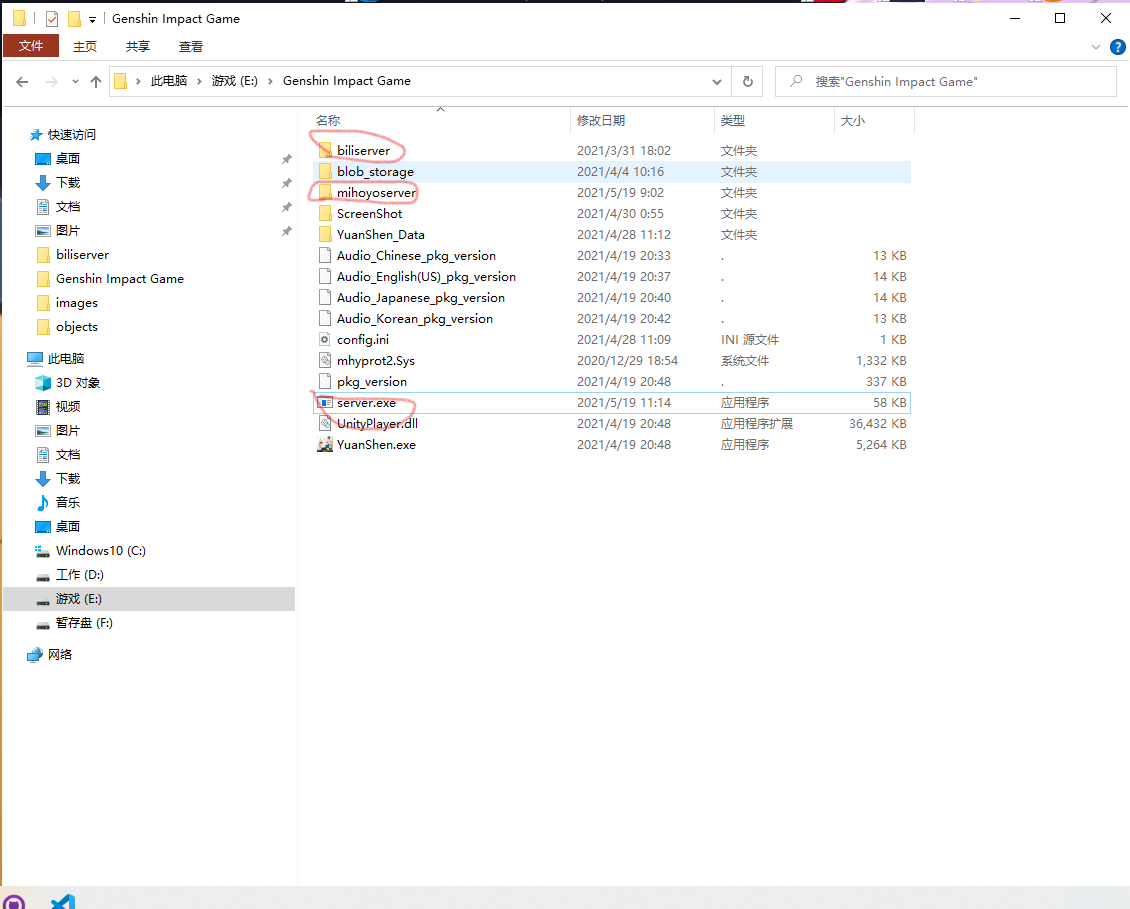 Genshin Impact Game
文件 主页 共享 查看
此电脑 游戏 (E:) Genshin Impact Game 搜索"Genshin Impact Game"
名称 修改日期 类型 大小
快速访问
桌面
下载
文档
图片
biliserver
Genshin Impact Game
images
objects
此电脑
3D 对象
视频
图片
文档
下载
音乐
桌面
Windows10 (C:)
工作 (D:)
游戏 (E:)
暂存盘 (F:)
网络
biliserver 2021/3/31 18:02 文件夹
blob_storage 2021/4/4 10:16 文件夹
mihoyoserver 2021/5/19 9:02 文件夹
ScreenShot 2021/4/30 0:55 文件夹
YuanShen_Data 2021/4/28 11:12 文件夹
Audio_Chinese_pkg_version 2021/4/19 20:33 . 13 KB
Audio_English(US)_pkg_version 2021/4/19 20:37 . 14 KB
Audio_Japanese_pkg_version 2021/4/19 20:40 . 14 KB
Audio_Korean_pkg_version 2021/4/19 20:42 . 13 KB
config.ini 2021/4/28 11:09 INI 源文件 1 KB
mhyprot2.Sys 2020/12/29 18:54 系统文件 1,332 KB
pkg_version 2021/4/19 20:48 . 337 KB
server.exe 2021/5/19 11:14 应用程序 58 KB
UnityPlayer.dll 2021/4/19 20:48 应用程序扩展 36,432 KB
YuanShen.exe 2021/4/19 20:48 应用程序 5,264 KB